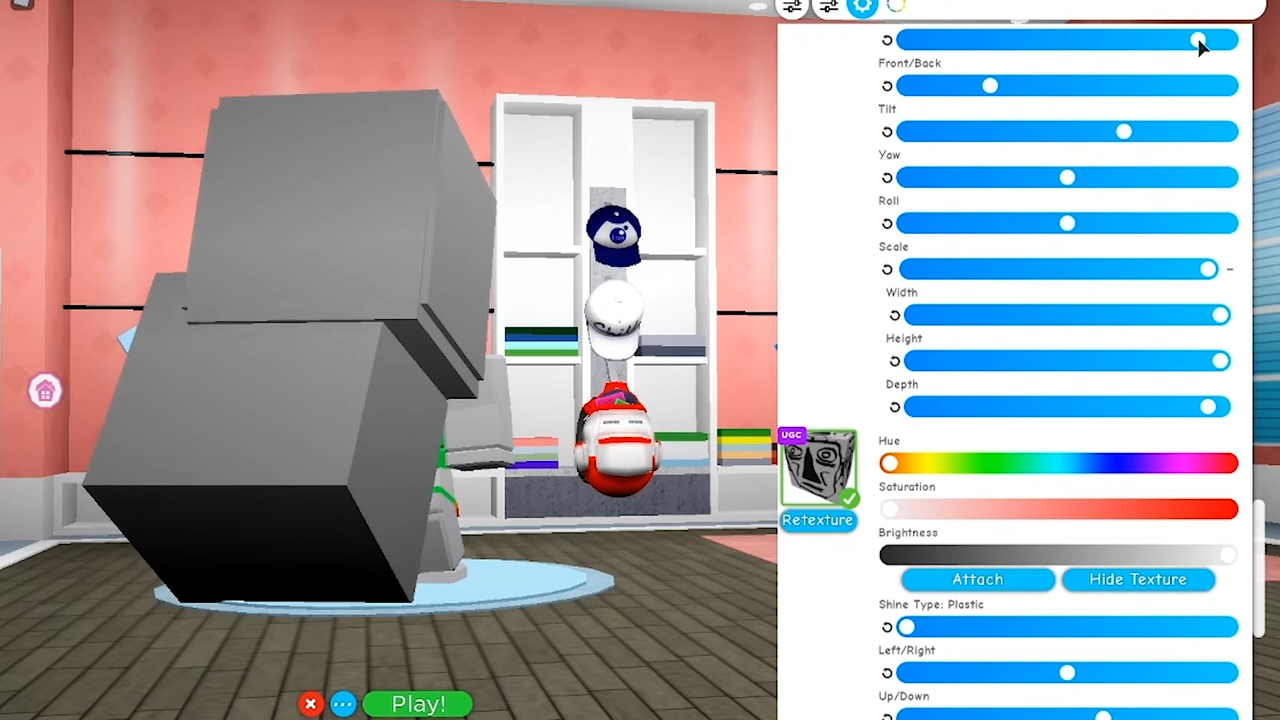 Front/Back
Tilt
Yaw
Roll
Scale
Width
Height
Depth
UGC
Retexture
Hue
Saturation
Brightness
Attach
Hide Texture
Shine Type: Plastic
Left/Right
Up/Down
Play!